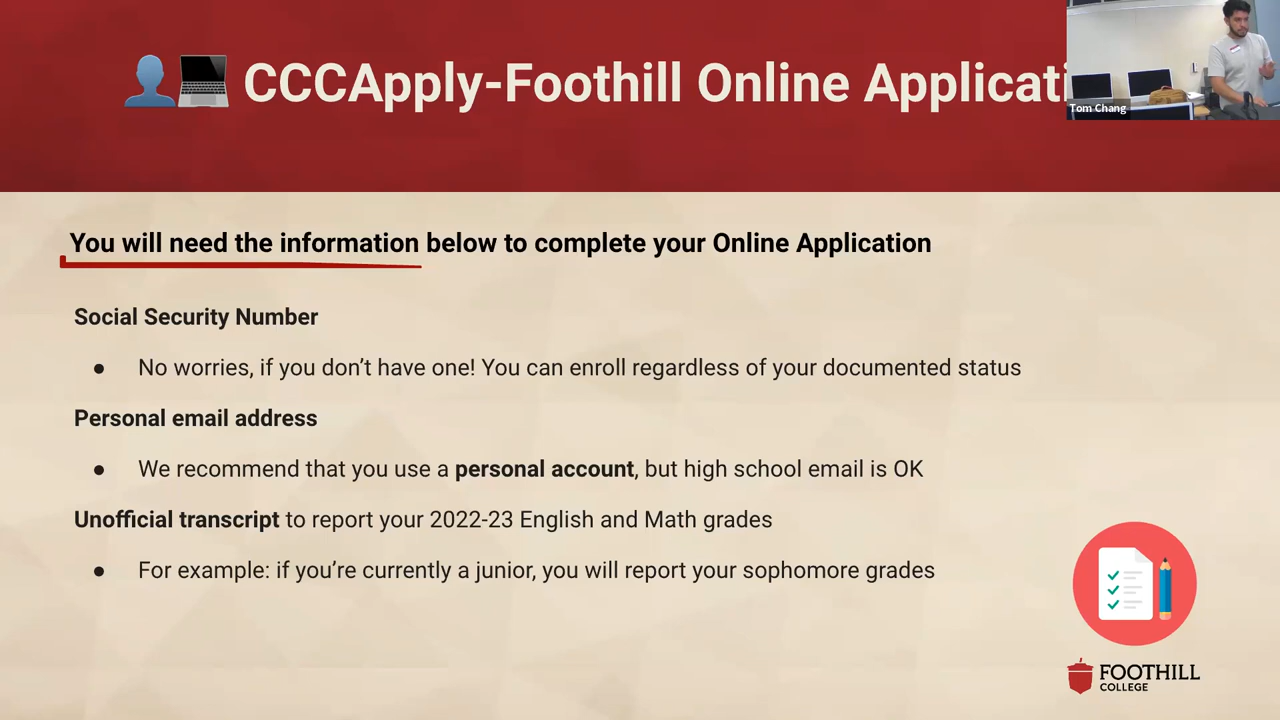 CCCApply-Foothill Online Applicati
Tom Chang
You will need the information below to complete your Online Application
Social Security Number
● No worries, if you don’t have one! You can enroll regardless of your documented status
Personal email address
● We recommend that you use a personal account, but high school email is OK
Unofficial transcript to report your 2022-23 English and Math grades
● For example: if you’re currently a junior, you will report your sophomore grades
FOOTHILL
COLLEGE